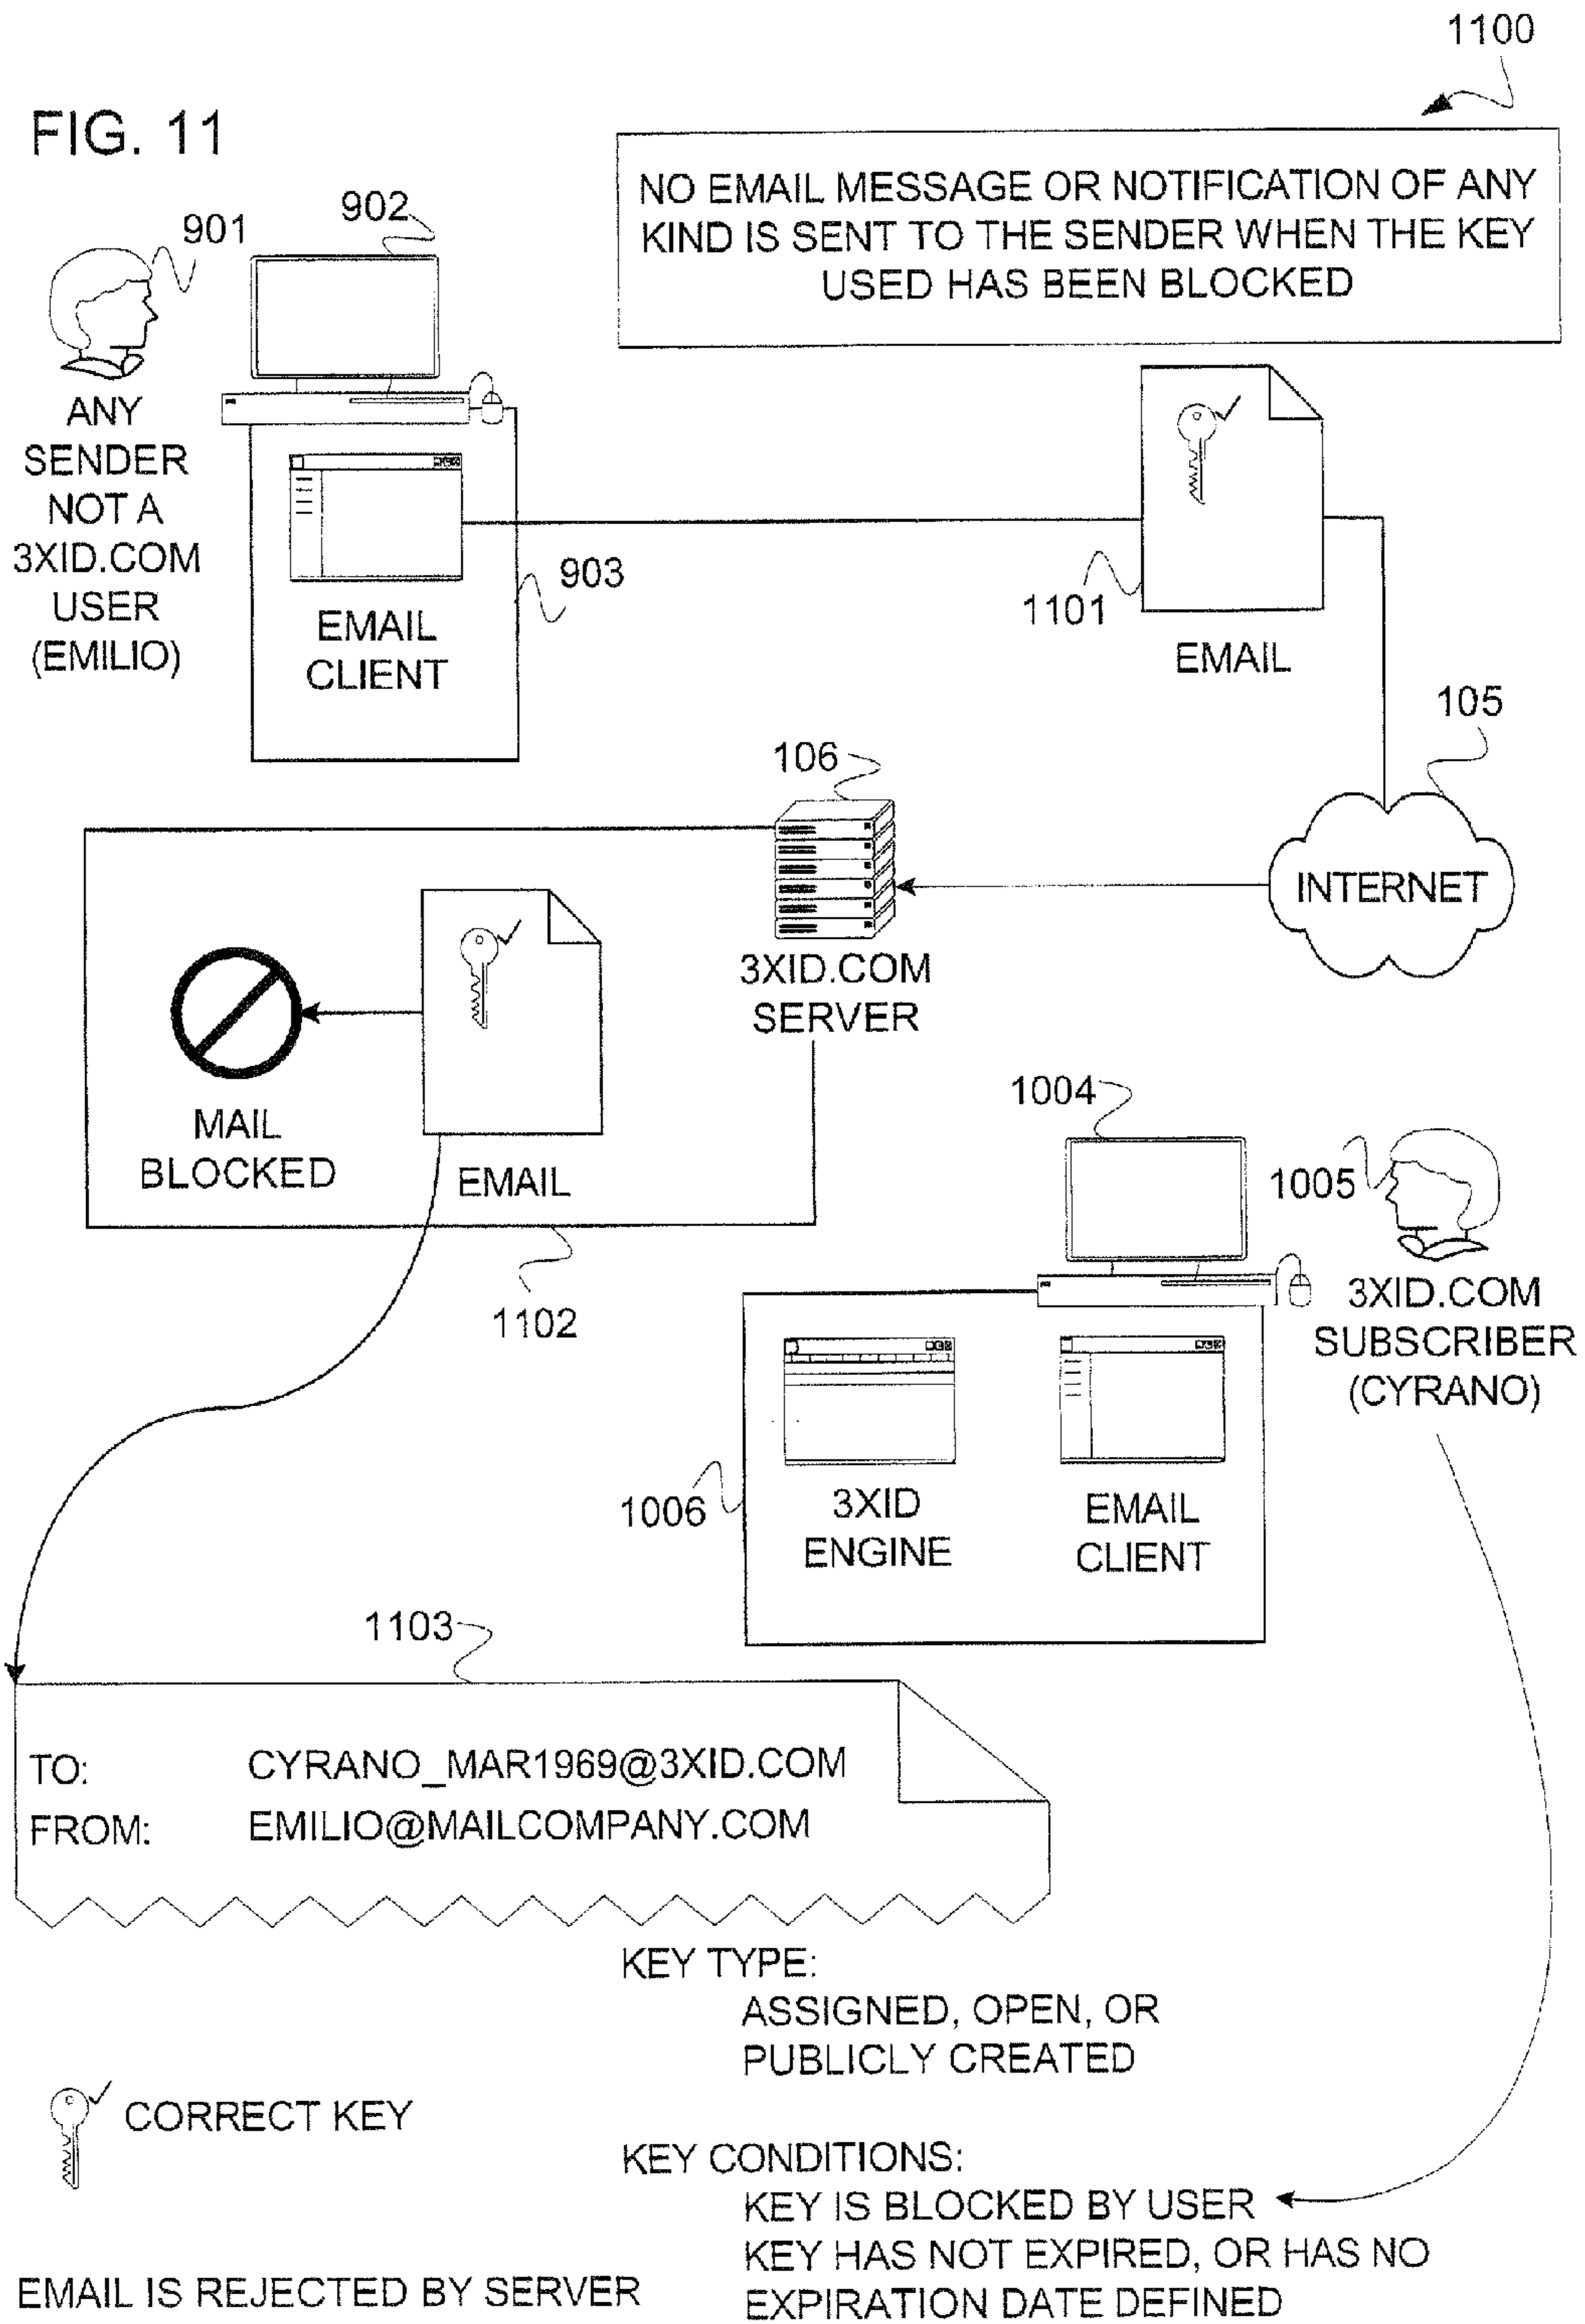 1100
FIG. 11
NO EMAIL MESSAGE OR NOTIFICATION OF ANY
KIND IS SENT TO THE SENDER WHEN THE KEY
USED HAS BEEN BLOCKED
901
902
ANY
SENDER
NOT A
3XID.COM
USER
(EMILIO)
EMAIL
CLIENT
903
1101
EMAIL
105
INTERNET
106
3XID.COM
SERVER
MAIL
BLOCKED
EMAIL
1102
1004
1005
3XID.COM
SUBSCRIBER
(CYRANO)
1006
3XID
ENGINE
EMAIL
CLIENT
1103
TO: CYRANO_MAR1969@3XID.COM
FROM: EMILIO@MAILCOMPANY.COM
KEY TYPE:
ASSIGNED, OPEN, OR
PUBLICLY CREATED
CORRECT KEY
KEY CONDITIONS:
KEY IS BLOCKED BY USER
KEY HAS NOT EXPIRED, OR HAS NO
EXPIRATION DATE DEFINED
EMAIL IS REJECTED BY SERVER